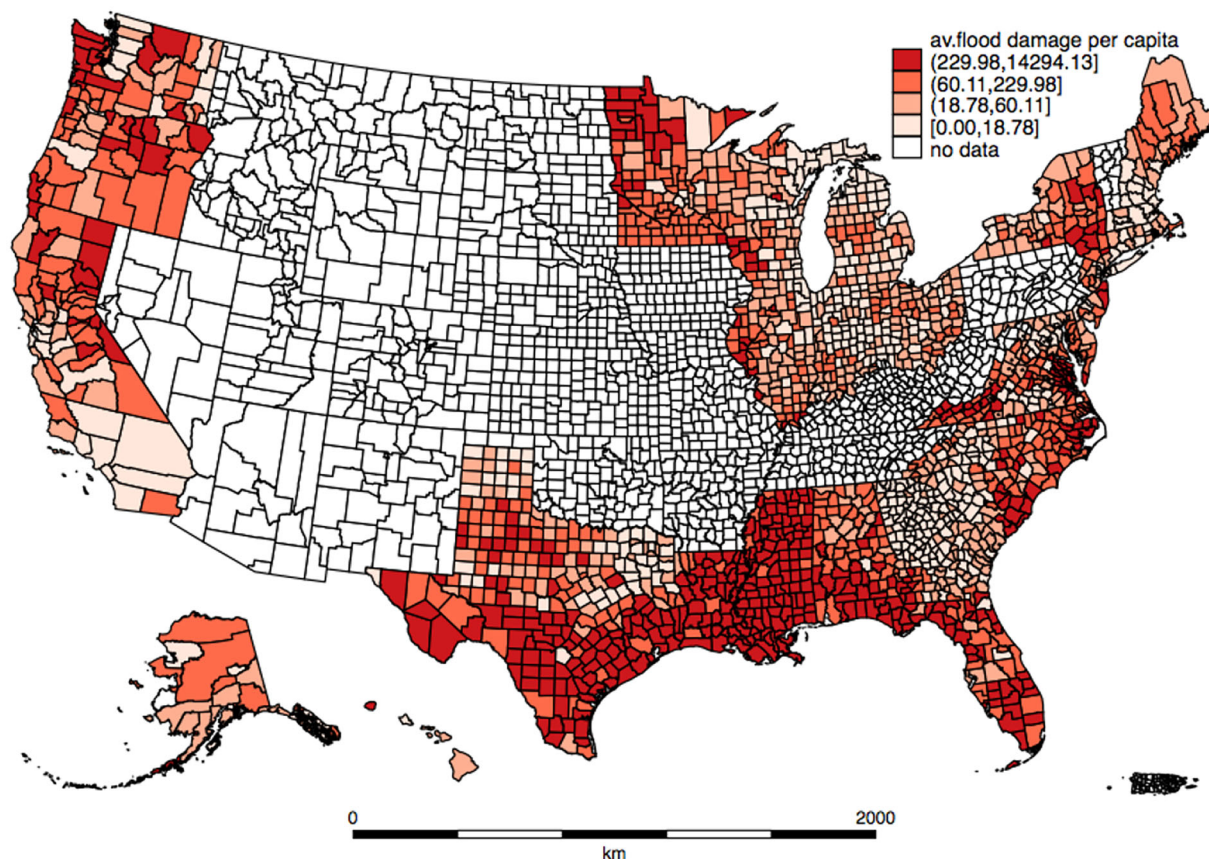 av.flood damage per capita
(229.98,14294.13]
(60.11,229.98]
(18.78,60.11]
[0.00,18.78]
no data
0 2000
km